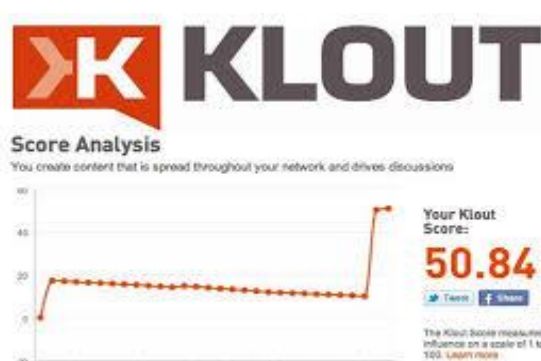 KLOUT
Score Analysis
You create content that is spread throughout your network and drives discussions
60
40
20
0
Your Klout
Score:
50.84
Tweet
Share
The Klout Score measures
influence on a scale of 1 to
100. Learn more